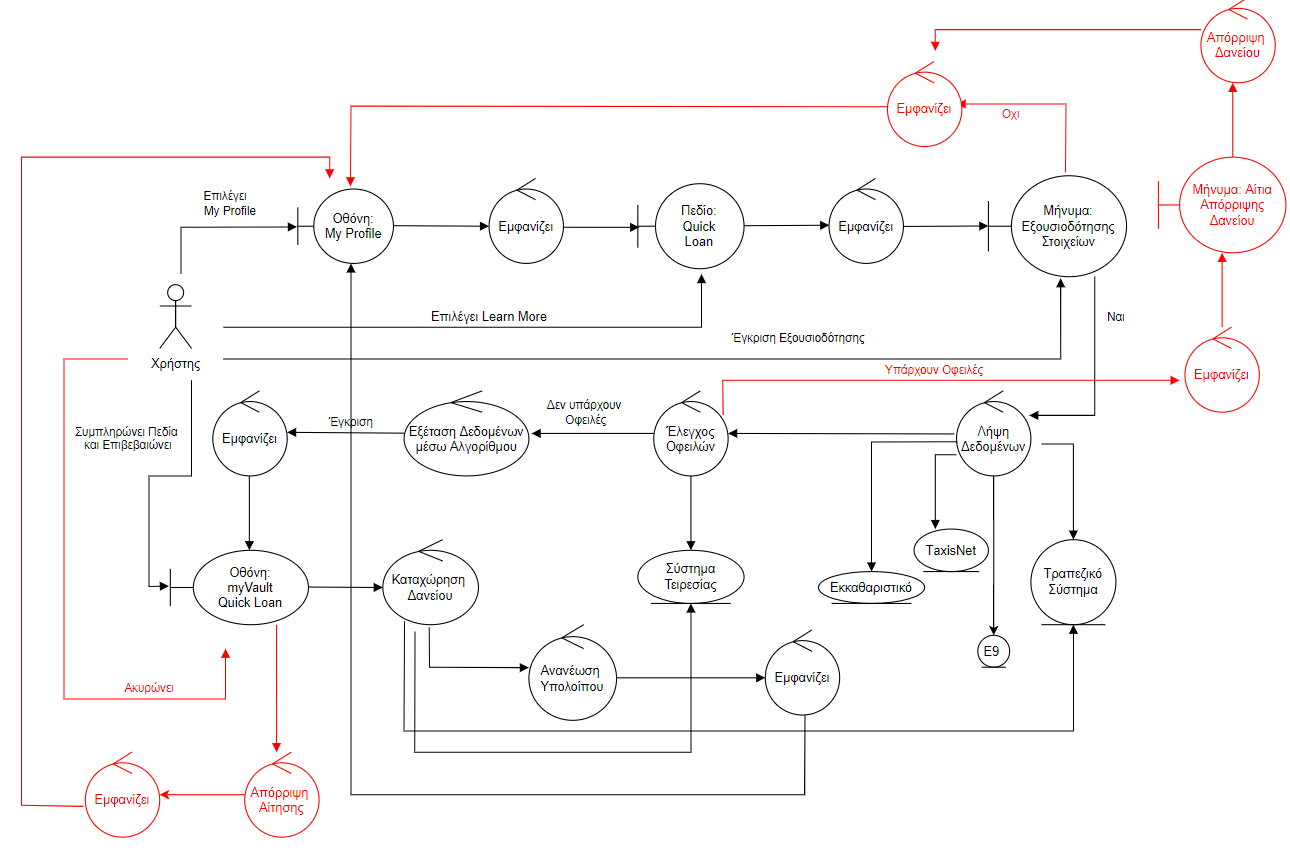 Απόρριψη
Δανείου
Εμφανίζει
Οχι
Επιλέγει
My Profile
Οθόνη:
My Profile
Εμφανίζει
Πεδίο:
Quick
Loan
Εμφανίζει
Μήνυμα:
Εξουσιοδότησης
Στοιχείων
Μήνυμα: Αίτια
Απόρριψης
Δανείου
Επιλέγει Learn More
Ναι
Έγκριση Εξουσιοδότησης
Χρήστης
Υπάρχουν Οφειλές
Εμφανίζει
Συμπληρώνει Πεδία
και Επιβεβαιώνει
Εμφανίζει
Έγκριση
Εξέταση Δεδομένων
μέσω Αλγορίθμου
Δεν υπάρχουν
Οφειλές
Έλεγχος
Οφειλών
Λήψη
Δεδομένων
Οθόνη:
myVault
Quick Loan
Καταχώρηση
Δανείου
Σύστημα
Τειρεσίας
TaxisNet
Εκκαθαριστικό
Τραπεζικό
Σύστημα
E9
Ακυρώνει
Ανανέωση
Υπολοίπου
Εμφανίζει
Εμφανίζει
Απόρριψη
Αίτησης